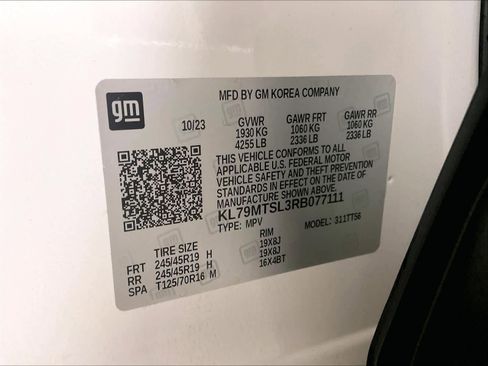 gm
MFD BY GM KOREA COMPANY
10/23 GVWR GAWR FRT GAWR RR
1930 KG 1060 KG 1060 KG
4255 LB 2336 LB 2336 LB
THIS VEHICLE CONFORMS TO ALL
APPLICABLE U.S. FEDERAL MOTOR
VEHICLE SAFETY AND THEFT PREVENTION
STANDARDS IN EFFECT ON THE DATE
OF MANUFACTURE SHOWN ABOVE.
KL79MTSL3RB077111
TYPE: MPV MODEL: 311TT56
TIRE SIZE RIM
FRT 245/45R19 H 19X8J
RR 245/45R19 H 19X8J
SPA T125/70R16 M 16X4BT